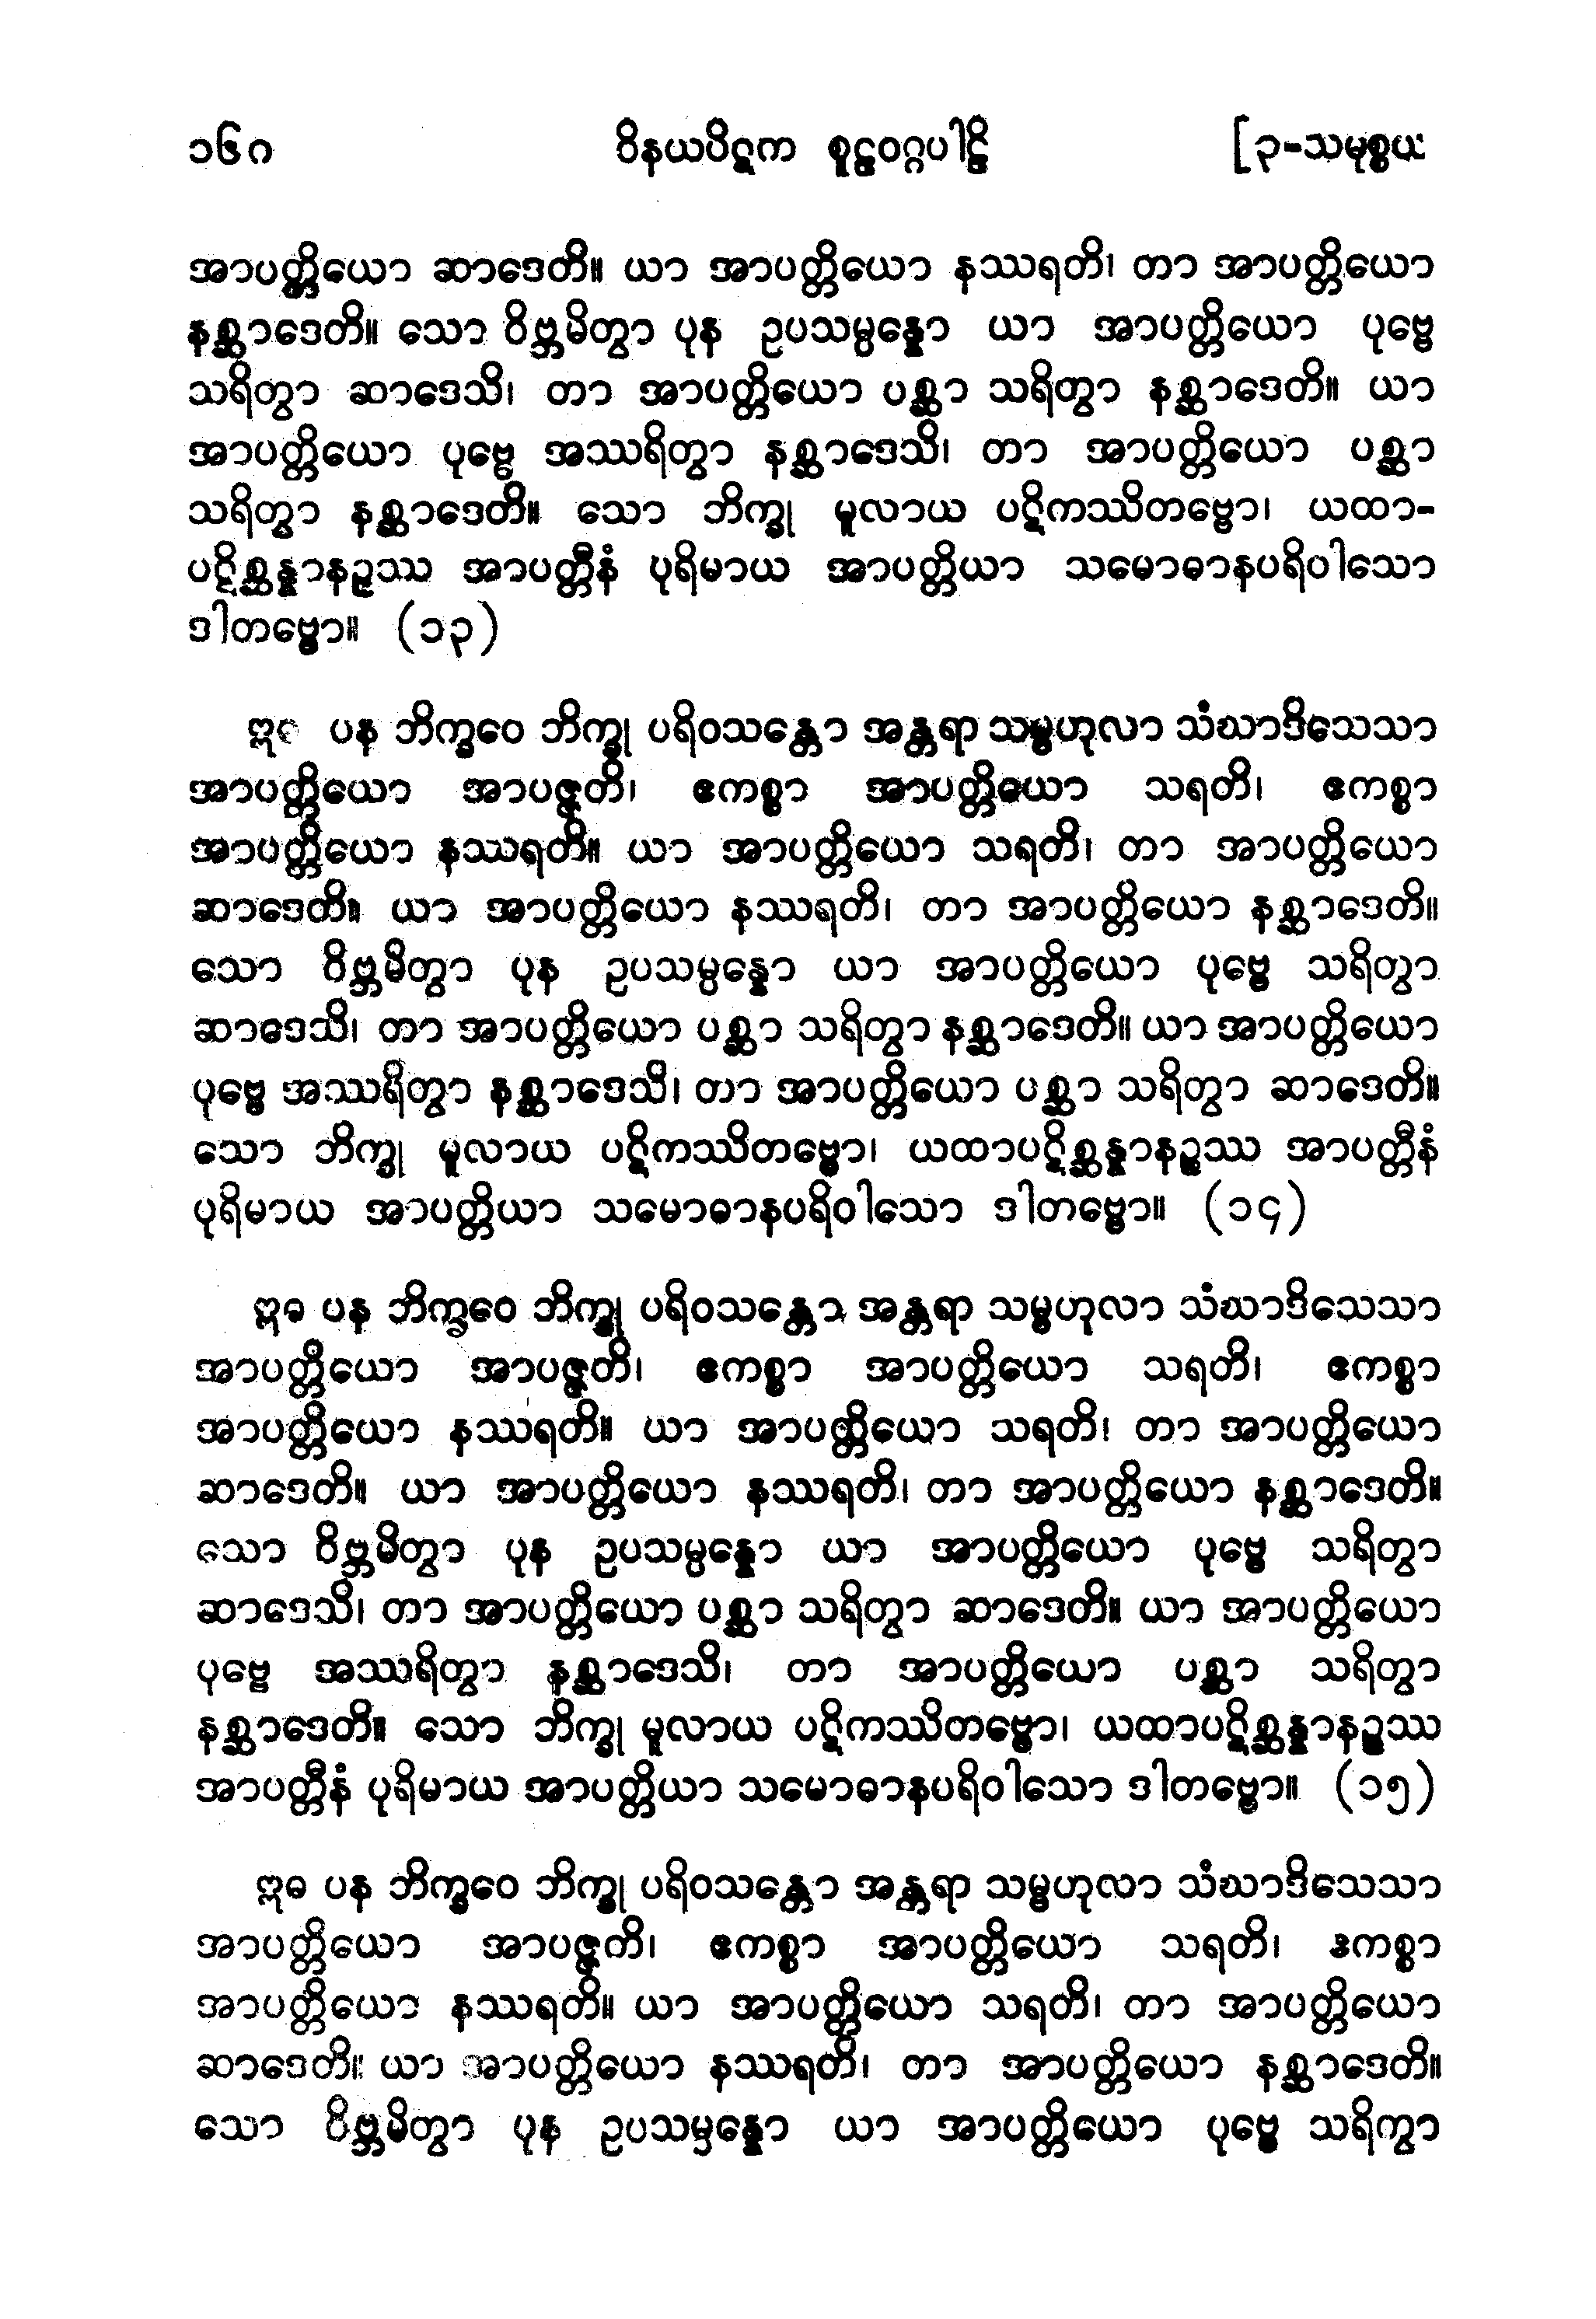 ၁၆၀ ဝိနယပိဋက စူဠဝဂ္ဂပါဠိ [၃-သမုစ္စယ
အာပတ္တိယော ဆာဒေတိ။ ယာ အာပတ္တိယော နဿရတိ၊ တာ အာပတ္တိယော
နစ္ဆာဒေတိ။ သော ဝိဗ္ဘမိတွာ ပုန ဥပသမ္ပန္နော ယာ အာပတ္တိယော ပုဗ္ဗေ
သရိတွာ ဆာဒေသိ၊ တာ အာပတ္တိယော ပစ္ဆာ သရိတွာ နစ္ဆာဒေတိ။ ယာ
အာပတ္တိယော ပုဗ္ဗေ အဿရိတွာ နစ္ဆာဒေသိ၊ တာ အာပတ္တိယော ပစ္ဆာ
သရိတွာ နစ္ဆာဒေတိ။ သော ဘိက္ခု မူလာယ ပဋိကဿိတဗ္ဗော၊ ယထာ-
ပဋိစ္ဆန္နာနဉ္စဿ အာပတ္တီနံ ပုရိမာယ အာပတ္တိယာ သမောဓာနပရိဝါသော
ဒါတဗ္ဗော။ (၁၃)
ဣဓ ပန ဘိက္ခဝေ ဘိက္ခု ပရိဝသန္တော အန္တရာ သမ္ဗဟုလာ သံဃာဒိသေသာ
အာပတ္တိယော အာပဇ္ဇတိ၊ ဧကစ္စာ အာပတ္တိယော သရတိ၊ ဧကစ္စာ
အာပတ္တိယော နဿရတိ။ ယာ အာပတ္တိယော သရတိ၊ တာ အာပတ္တိယော
ဆာဒေတိ။ ယာ အာပတ္တိယော နဿရတိ၊ တာ အာပတ္တိယော နစ္ဆာဒေတိ။
သော ဝိဗ္ဘမိတွာ ပုန ဥပသမ္ပန္နော ယာ အာပတ္တိယော ပုဗ္ဗေ သရိတွာ
ဆာဒေသိ၊ တာ အာပတ္တိယော ပစ္ဆာ သရိတွာ နစ္ဆာဒေတိ။ ယာ အာပတ္တိယော
ပုဗ္ဗေ အဿရိတွာ နစ္ဆာဒေသိ၊ တာ အာပတ္တိယော ပစ္ဆာ သရိတွာ ဆာဒေတိ။
သော ဘိက္ခု မူလာယ ပဋိကဿိတဗ္ဗော၊ ယထာပဋိစ္ဆန္နာနဉ္စဿ အာပတ္တီနံ
ပုရိမာယ အာပတ္တိယာ သမောဓာနပရိဝါသော ဒါတဗ္ဗော။ (၁၄)
ဣဓ ပန ဘိက္ခဝေ ဘိက္ခု ပရိဝသန္တော အန္တရာ သမ္ဗဟုလာ သံဃာဒိသေသာ
အာပတ္တိယော အာပဇ္ဇတိ၊ ဧကစ္စာ အာပတ္တိယော သရတိ၊ ဧကစ္စာ
အာပတ္တိယော နဿရတိ။ ယာ အာပတ္တိယော သရတိ၊ တာ အာပတ္တိယော
ဆာဒေတိ။ ယာ အာပတ္တိယော နဿရတိ၊ တာ အာပတ္တိယော နစ္ဆာဒေတိ။
သော ဝိဗ္ဘမိတွာ ပုန ဥပသမ္ပန္နော ယာ အာပတ္တိယော ပုဗ္ဗေ သရိတွာ
ဆာဒေသိ၊ တာ အာပတ္တိယော ပစ္ဆာ သရိတွာ ဆာဒေတိ။ ယာ အာပတ္တိယော
ပုဗ္ဗေ အဿရိတွာ နစ္ဆာဒေသိ၊ တာ အာပတ္တိယော ပစ္ဆာ သရိတွာ
နစ္ဆာဒေတိ။ သော ဘိက္ခု မူလာယ ပဋိကဿိတဗ္ဗော၊ ယထာပဋိစ္ဆန္နာနဉ္စဿ
အာပတ္တီနံ ပုရိမာယ အာပတ္တိယာ သမောဓာနပရိဝါသော ဒါတဗ္ဗော။ (၁၅)
ဣဓ ပန ဘိက္ခဝေ ဘိက္ခု ပရိဝသန္တော အန္တရာ သမ္ဗဟုလာ သံဃာဒိသေသာ
အာပတ္တိယော အာပဇ္ဇတိ၊ ဧကစ္စာ အာပတ္တိယော သရတိ၊ ဧကစ္စာ
အာပတ္တိယော နဿရတိ။ ယာ အာပတ္တိယော သရတိ၊ တာ အာပတ္တိယော
ဆာဒေတိ။ ယာ အာပတ္တိယော နဿရတိ၊ တာ အာပတ္တိယော နစ္ဆာဒေတိ။
သော ဝိဗ္ဘမိတွာ ပုန ဥပသမ္ပန္နော ယာ အာပတ္တိယော ပုဗ္ဗေ သရိတွာ